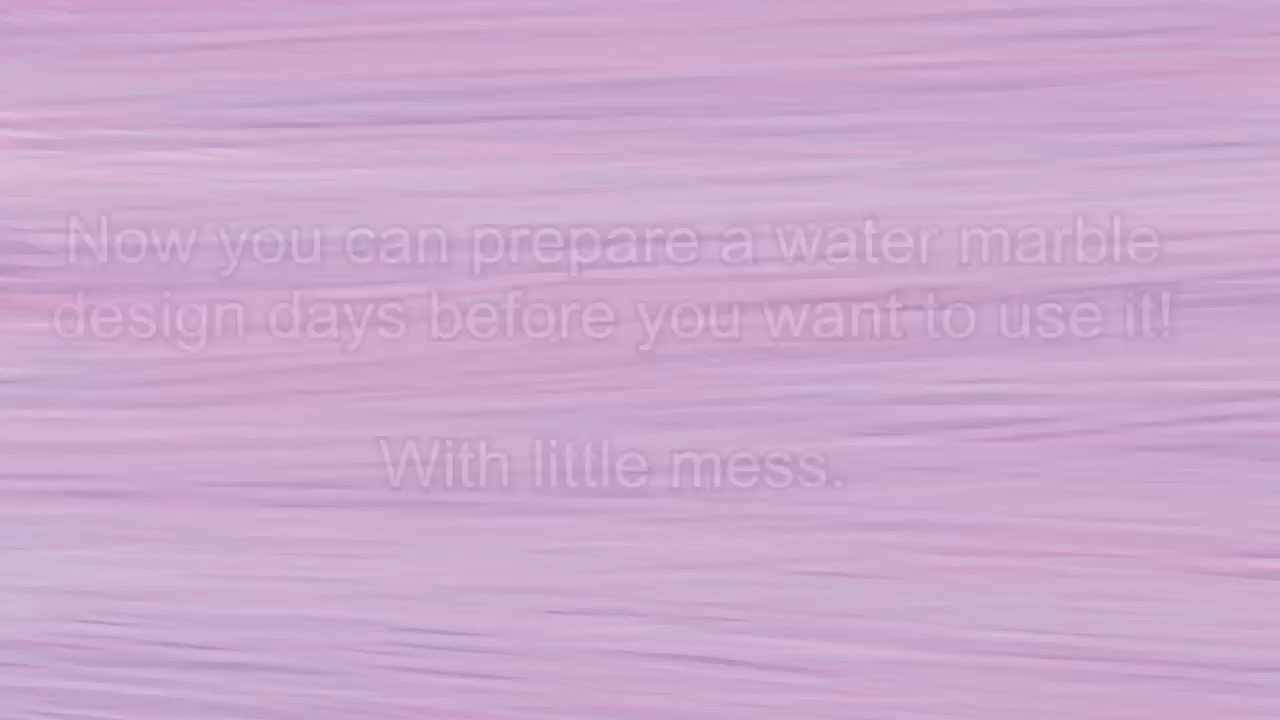 Now you can prepare a water marble
design days before you want to use it!
With little mess.